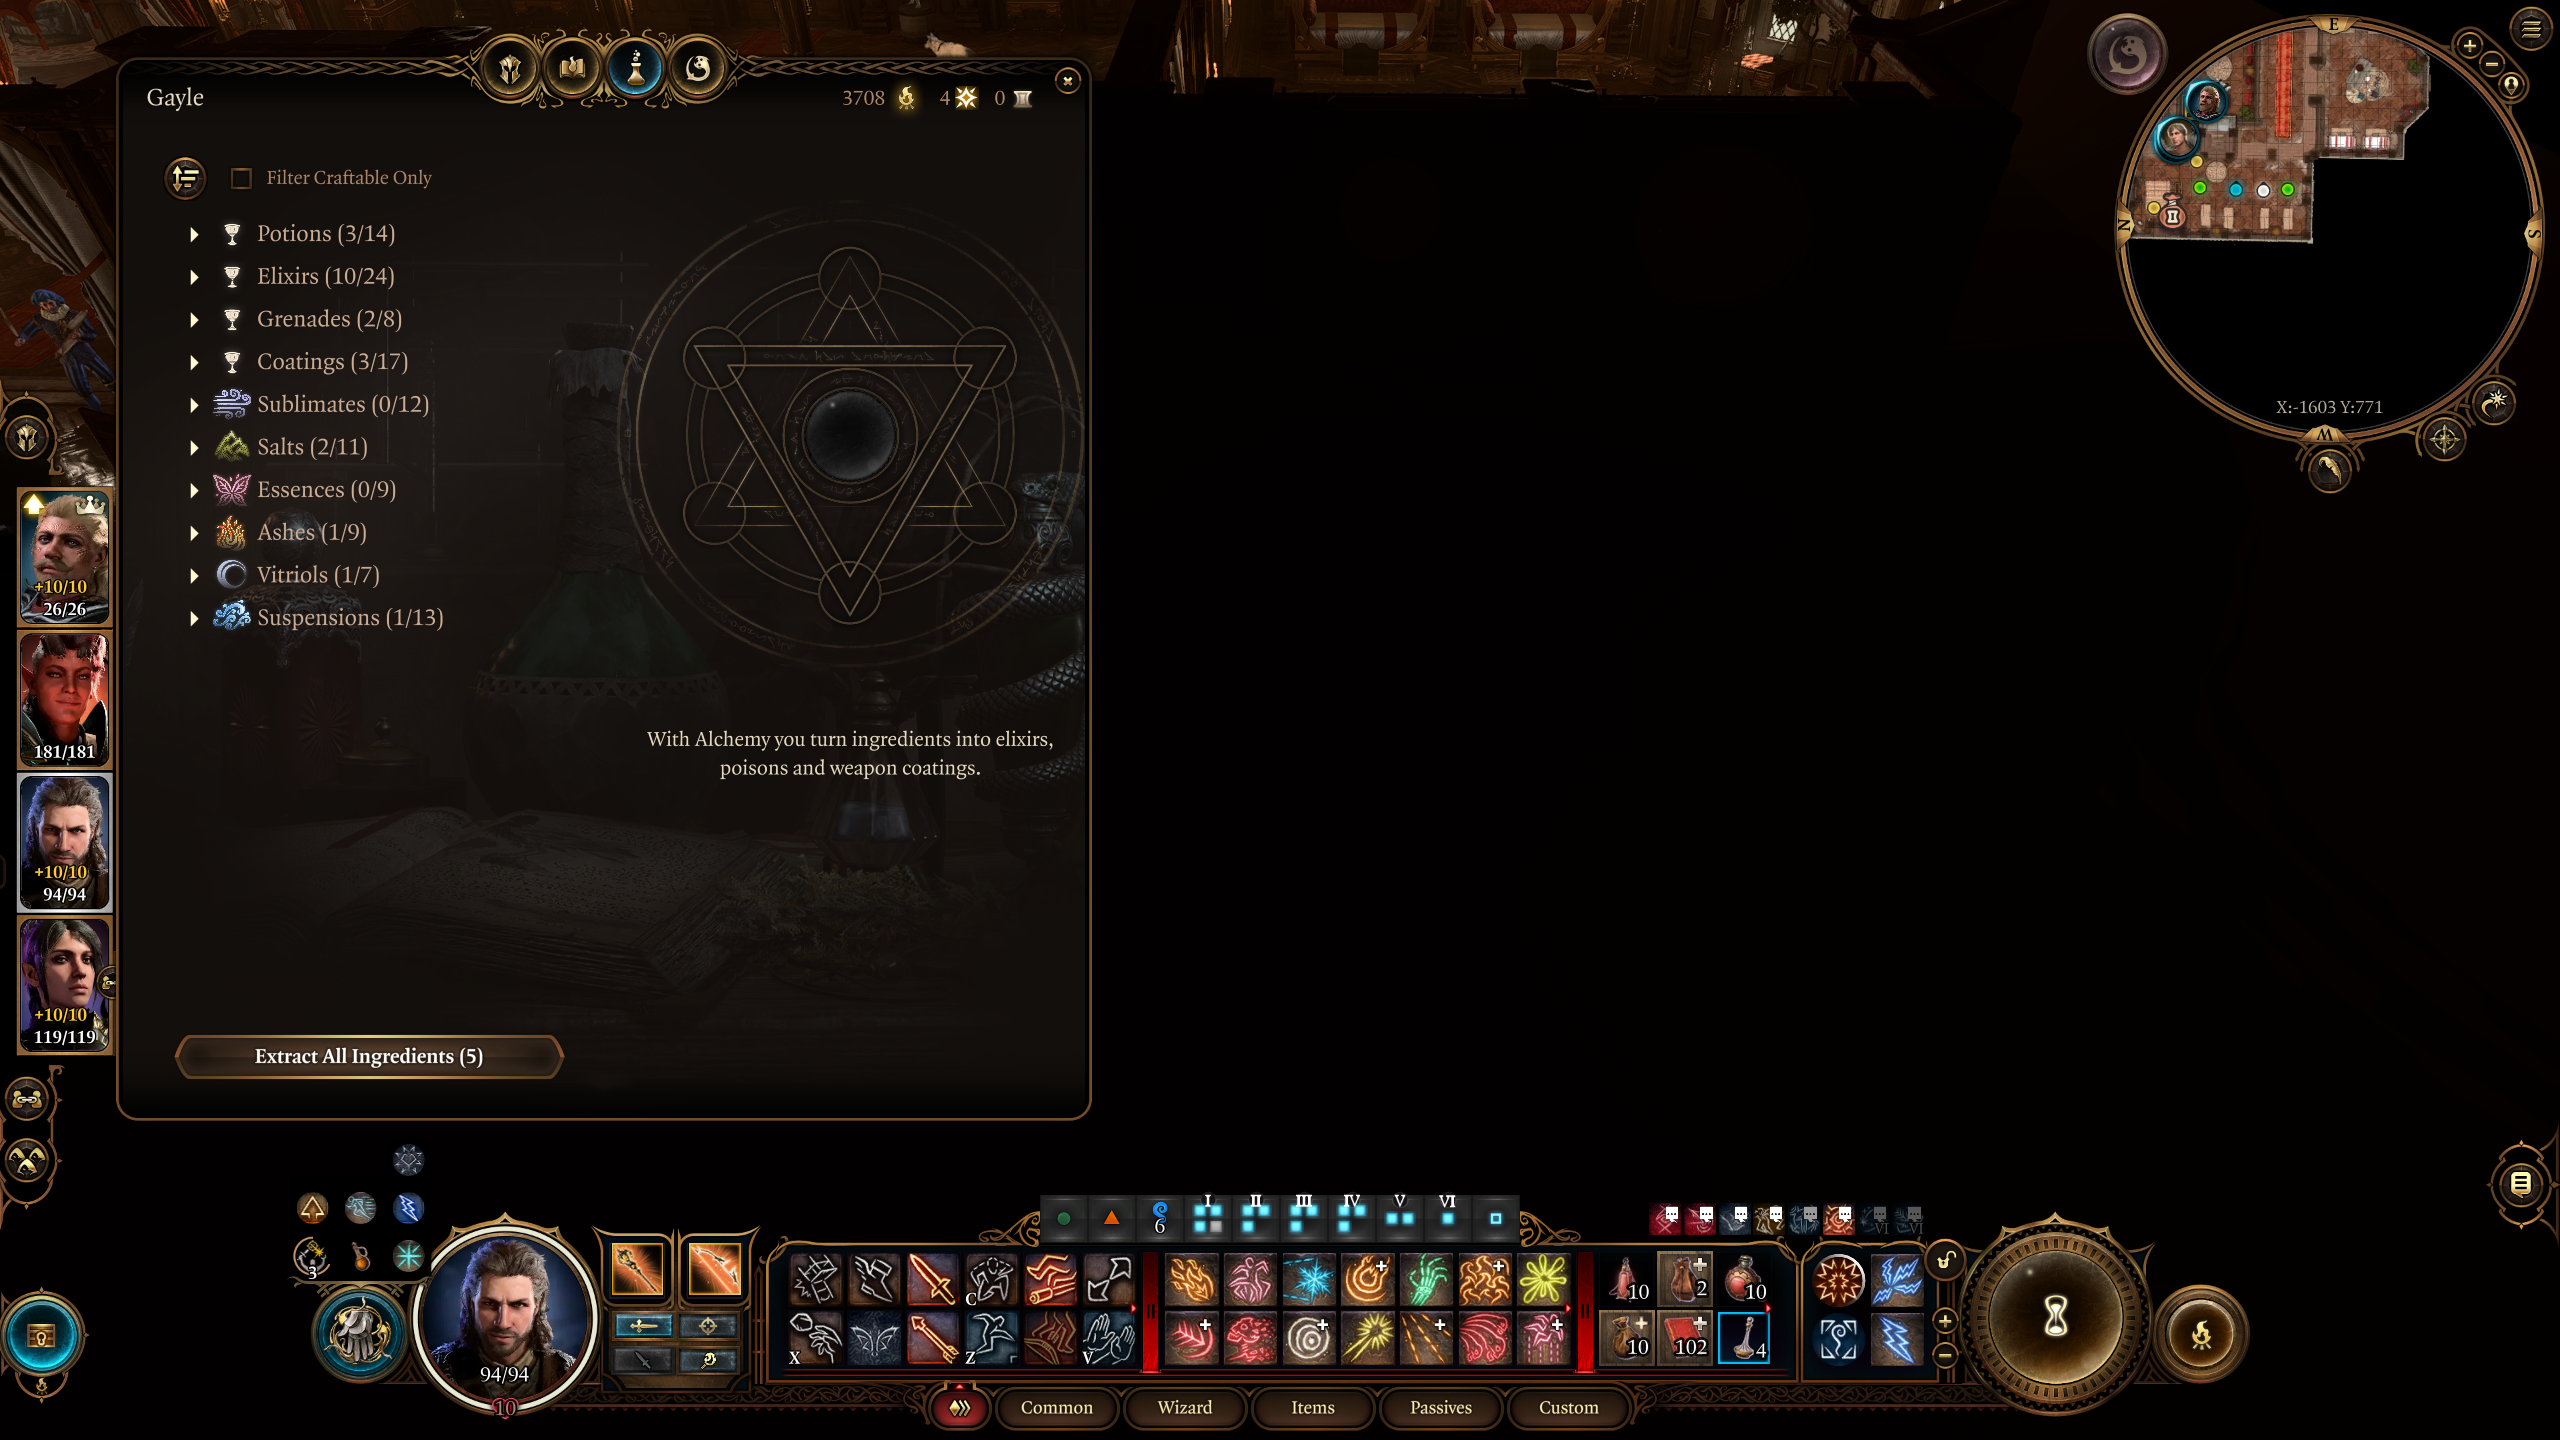 E
Gayle
3708
4
0
Filter Craftable Only
Potions (3/14)
Elixirs (10/24)
Grenades (2/8)
Coatings (3/17)
Sublimates (0/12)
Salts (2/11)
Essences (0/9)
Ashes (1/9)
Vitriols (1/7)
Suspensions (1/13)
N
S
X:-1603 Y:771
W
+10/10
26/26
181/181
+10/10
94/94
+10/10
119/119
With Alchemy you turn ingredients into elixirs,
poisons and weapon coatings.
Extract All Ingredients (5)
3
94/94
10
6
I
II
III
IV
V
VI
VI
VI
C
X
Z
V
10
2
10
10
102
4
Common
Wizard
Items
Passives
Custom